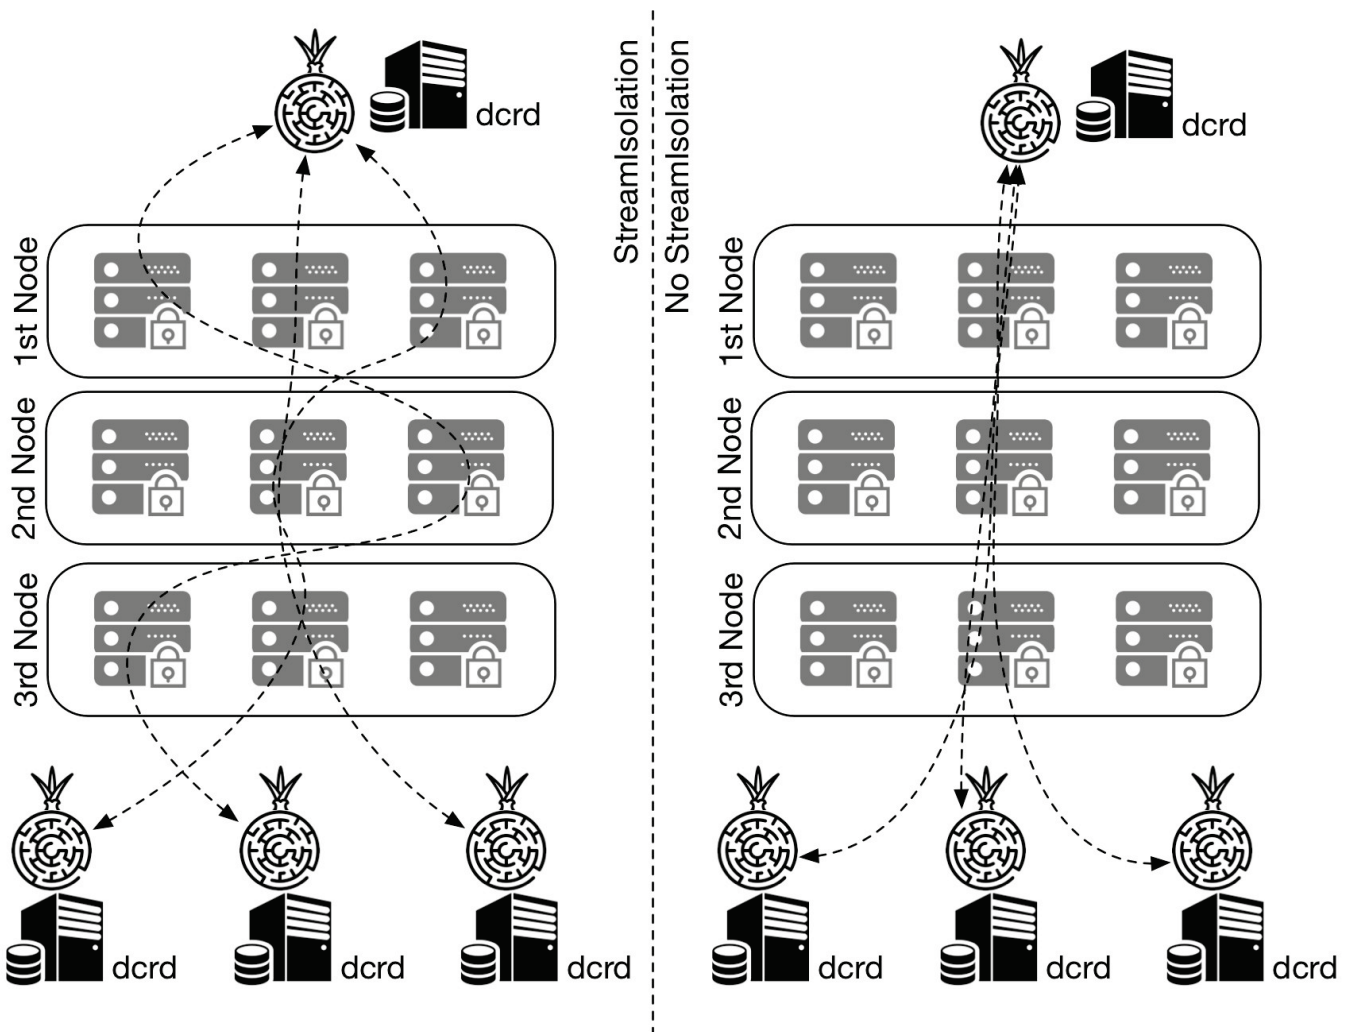 dcrd
StreamIsolation
No StreamIsolation
dcrd
1st Node
1st Node
2nd Node
2nd Node
3rd Node
3rd Node
dcrd
dcrd
dcrd
dcrd
dcrd
dcrd